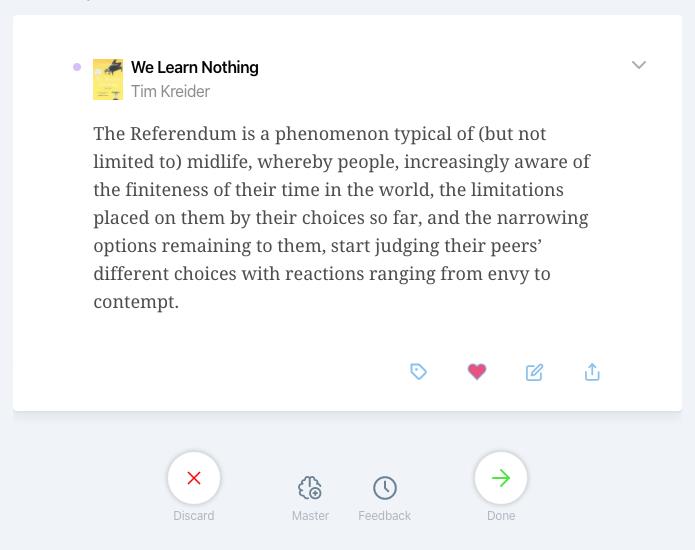 We Learn Nothing
Tim Kreider
The Referendum is a phenomenon typical of (but not
limited to) midlife, whereby people, increasingly aware of
the finiteness of their time in the world, the limitations
placed on them by their choices so far, and the narrowing
options remaining to them, start judging their peers’
different choices with reactions ranging from envy to
contempt.
Discard
Master
Feedback
Done